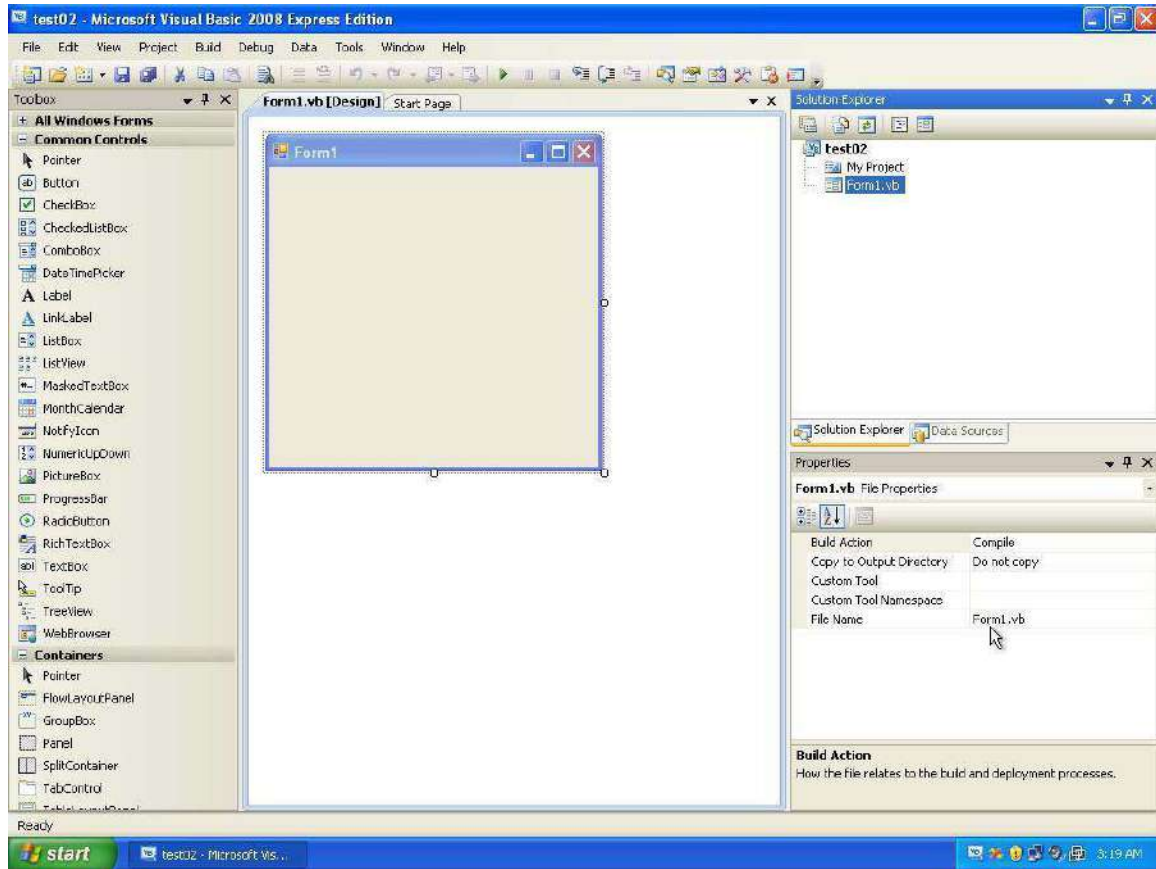 test02 - Microsoft Visual Basic 2008 Express Edition
File Edit View Project Build Debug Data Tools Window Help
Toolbox
All Windows Forms
Common Controls
Pointer
Button
CheckBox
CheckedListBox
ComboBox
DateTimePicker
Label
LinkLabel
ListBox
ListView
MaskedTextBox
MonthCalendar
NotifyIcon
NumericUpDown
PictureBox
ProgressBar
RadioButton
RichTextBox
TextBox
ToolTip
TreeView
WebBrowser
Containers
Pointer
FlowLayoutPanel
GroupBox
Panel
SplitContainer
TabControl
TableLayoutPanel
Form1.vb [Design] Start Page
Form1
Solution Explorer
test02
My Project
Form1.vb
Solution Explorer Data Sources
Properties
Form1.vb File Properties
Build Action Compile
Copy to Output Directory Do not copy
Custom Tool
Custom Tool Namespace
File Name Form1.vb
Build Action
How the file relates to the build and deployment processes.
Ready
start test02 - Microsoft Vis... 3:19 AM